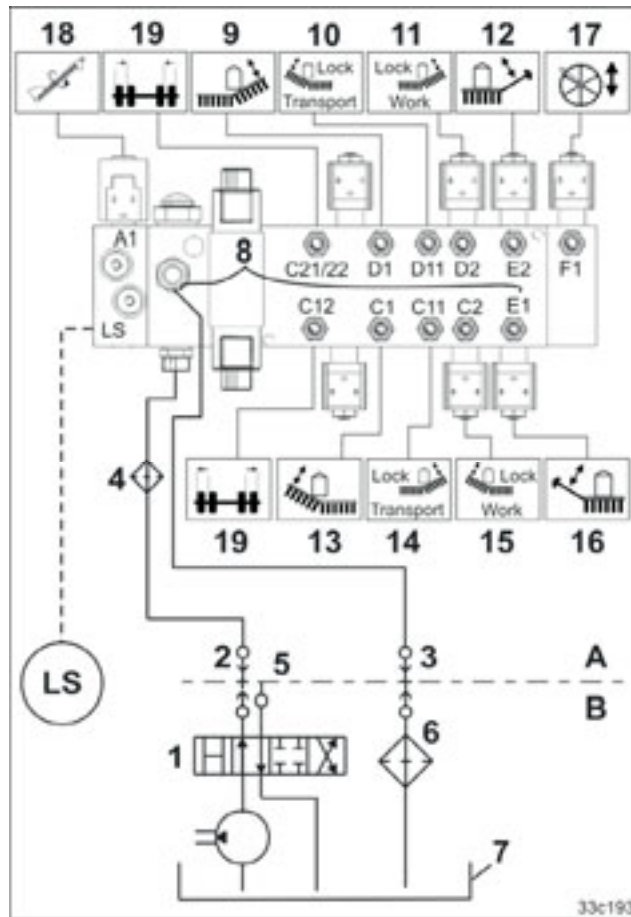 18 19 9 10 11 12 17
Lock Lock
Transport Work
A1
8
C21/22 D1 D11 D2 E2 F1
LS
C12 C1 C11 C2 E1
4
Lock Lock
Transport Work
19 13 14 15 16
LS
2 5 3 A
B
1 6
7
33c193